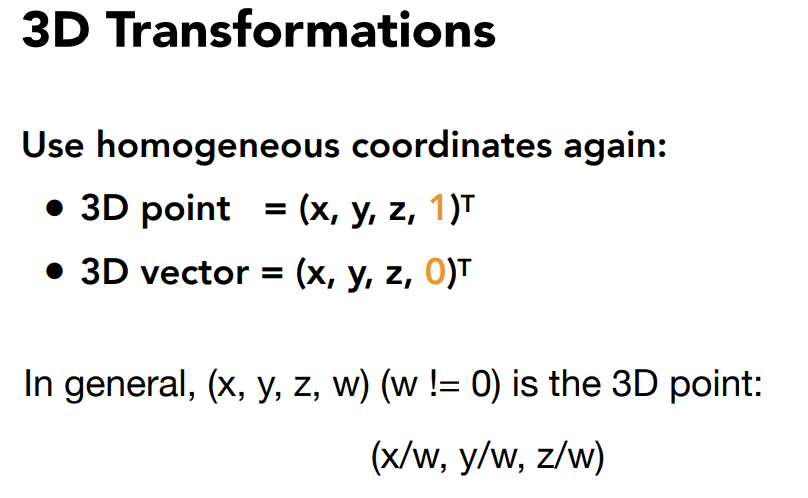 3D Transformations
Use homogeneous coordinates again:
• 3D point = (x, y, z, 1)ᵀ
• 3D vector = (x, y, z, 0)ᵀ
In general, (x, y, z, w) (w != 0) is the 3D point:
(x/w, y/w, z/w)